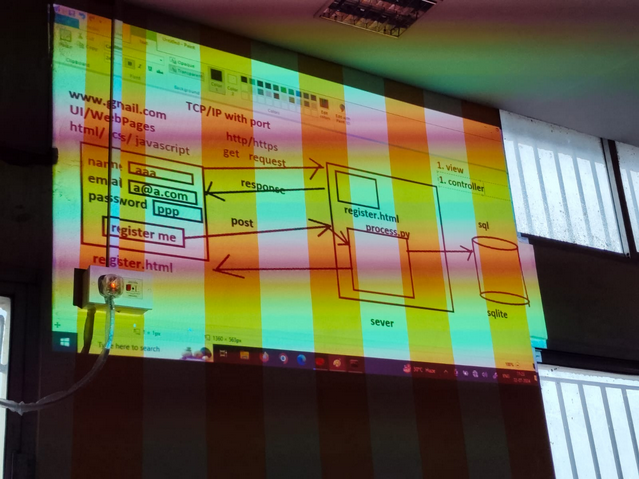 www.gnail.com
TCP/IP with port
UI/WebPages
html/ css/ javascript
http/https
get request
name aaa
email a@a.com
password ppp
register me
register.html
response
post
1. view
1. controller
register.html
process.py
sql
sqlite
sever
here to search